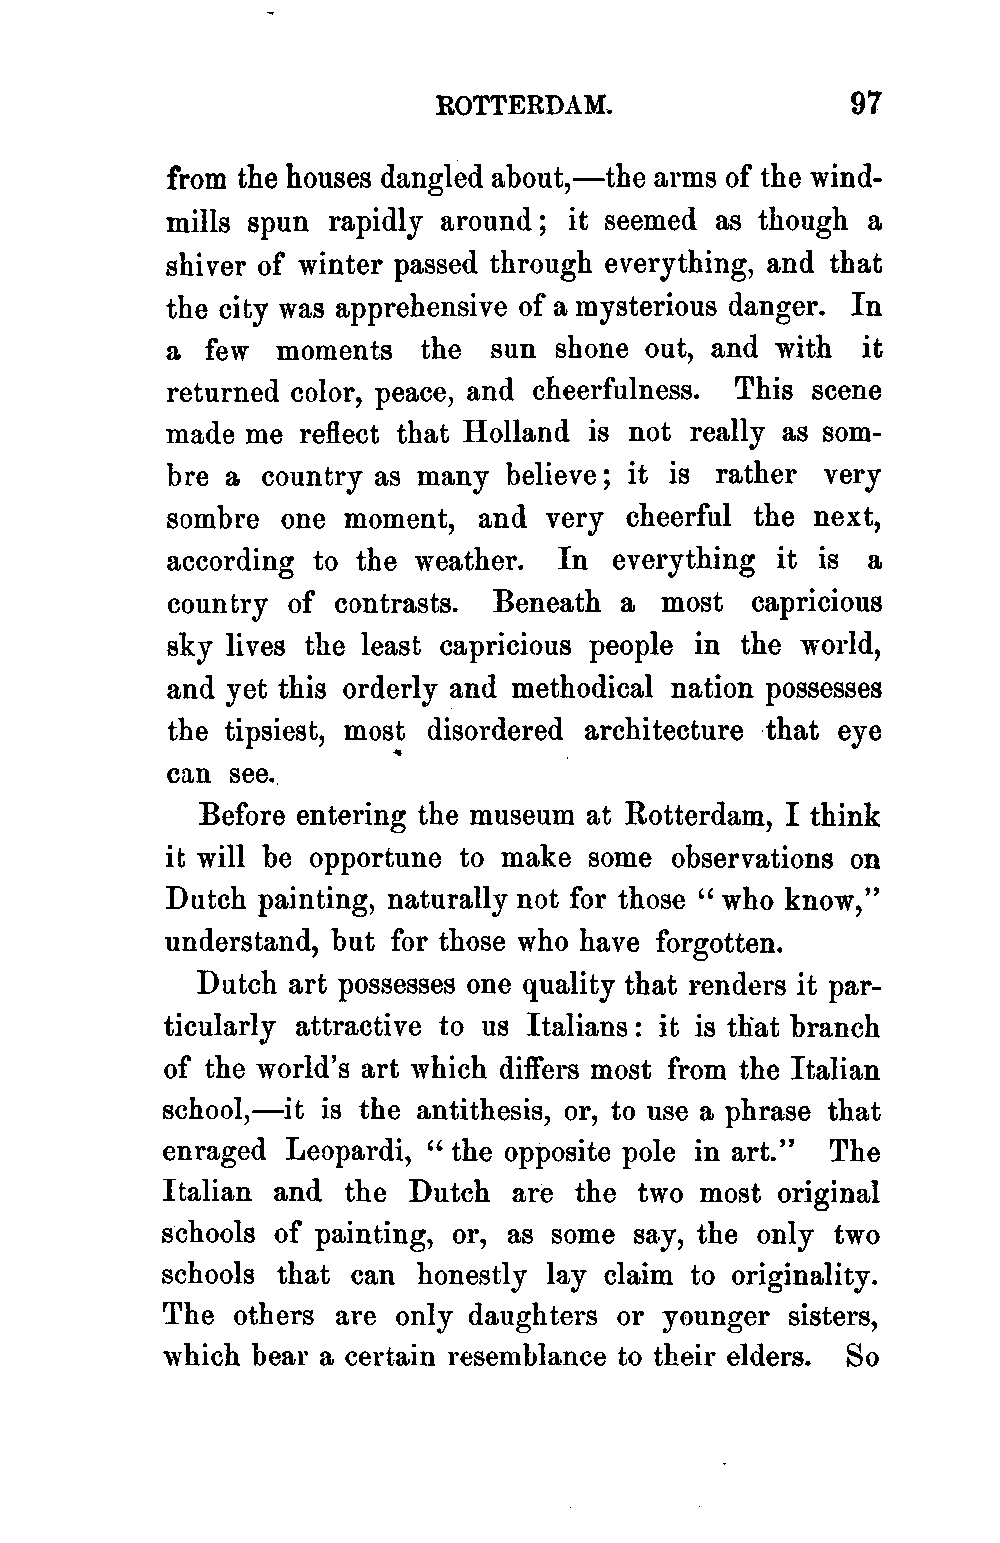 ROTTERDAM. 97
from the houses dangled about,—the arms of the wind-
mills spun rapidly around; it seemed as though a
shiver of winter passed through everything, and that
the city was apprehensive of a mysterious danger. In
a few moments the sun shone out, and with it
returned color, peace, and cheerfulness. This scene
made me reflect that Holland is not really as som-
bre a country as many believe; it is rather very
sombre one moment, and very cheerful the next,
according to the weather. In everything it is a
country of contrasts. Beneath a most capricious
sky lives the least capricious people in the world,
and yet this orderly and methodical nation possesses
the tipsiest, most disordered architecture that eye
can see.
Before entering the museum at Rotterdam, I think
it will be opportune to make some observations on
Dutch painting, naturally not for those “who know,”
understand, but for those who have forgotten.
Dutch art possesses one quality that renders it par-
ticularly attractive to us Italians: it is that branch
of the world's art which differs most from the Italian
school,—it is the antithesis, or, to use a phrase that
enraged Leopardi, “the opposite pole in art.” The
Italian and the Dutch are the two most original
schools of painting, or, as some say, the only two
schools that can honestly lay claim to originality.
The others are only daughters or younger sisters,
which bear a certain resemblance to their elders. So